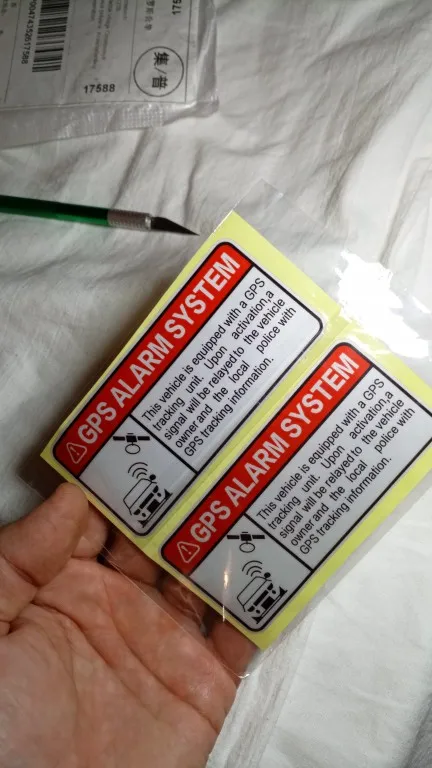 17588
集/普
GPS ALARM SYSTEM
This vehicle is equipped with a GPS
tracking unit. Upon activation,a
signal will be relayed to the vehicle
owner and the local police with
GPS tracking information.
GPS ALARM SYSTEM
This vehicle is equipped with a GPS
tracking unit. Upon activation,a
signal will be relayed to the vehicle
owner and the local police with
GPS tracking information.